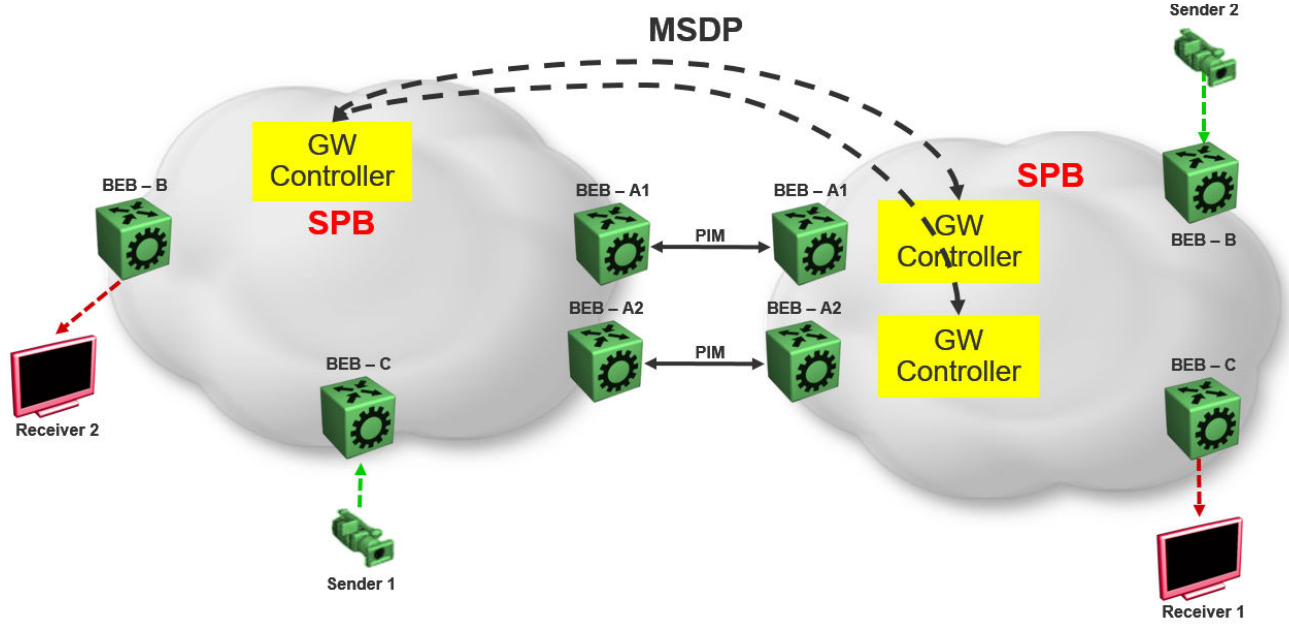 Sender 2
MSDP
GW
Controller
SPB
BEB – B
BEB – A1
BEB – A2
BEB – C
Receiver 2
Sender 1
PIM
PIM
BEB – A1
BEB – A2
SPB
GW
Controller
GW
Controller
BEB – B
BEB – C
Receiver 1